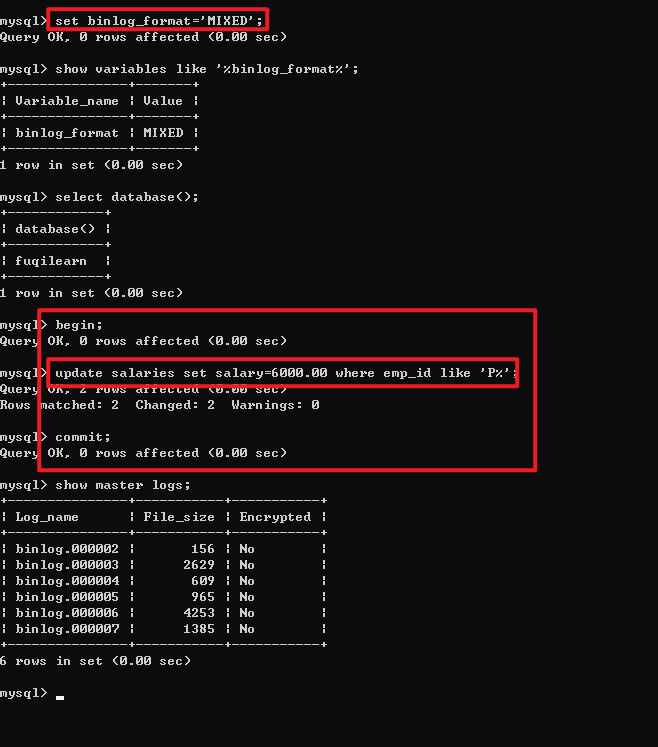 mysql> set binlog_format='MIXED';
Query OK, 0 rows affected (0.00 sec)
mysql> show variables like '%binlog_format%';
+---------------+-------+
| Variable_name | Value |
+---------------+-------+
| binlog_format | MIXED |
+---------------+-------+
1 row in set (0.00 sec)
mysql> select database();
+------------+
| database() |
+------------+
| fuqilearn  |
+------------+
1 row in set (0.00 sec)
mysql> begin;
Query OK, 0 rows affected (0.00 sec)
mysql> update salaries set salary=6000.00 where emp_id like 'P%';
Query OK, 2 rows affected (0.00 sec)
Rows matched: 2  Changed: 2  Warnings: 0
mysql> commit;
Query OK, 0 rows affected (0.00 sec)
mysql> show master logs;
+---------------+-----------+-----------+
| Log_name      | File_size | Encrypted |
+---------------+-----------+-----------+
| binlog.000002 |       156 | No        |
| binlog.000003 |      2629 | No        |
| binlog.000004 |       609 | No        |
| binlog.000005 |       965 | No        |
| binlog.000006 |      4253 | No        |
| binlog.000007 |      1385 | No        |
+---------------+-----------+-----------+
6 rows in set (0.00 sec)
mysql>